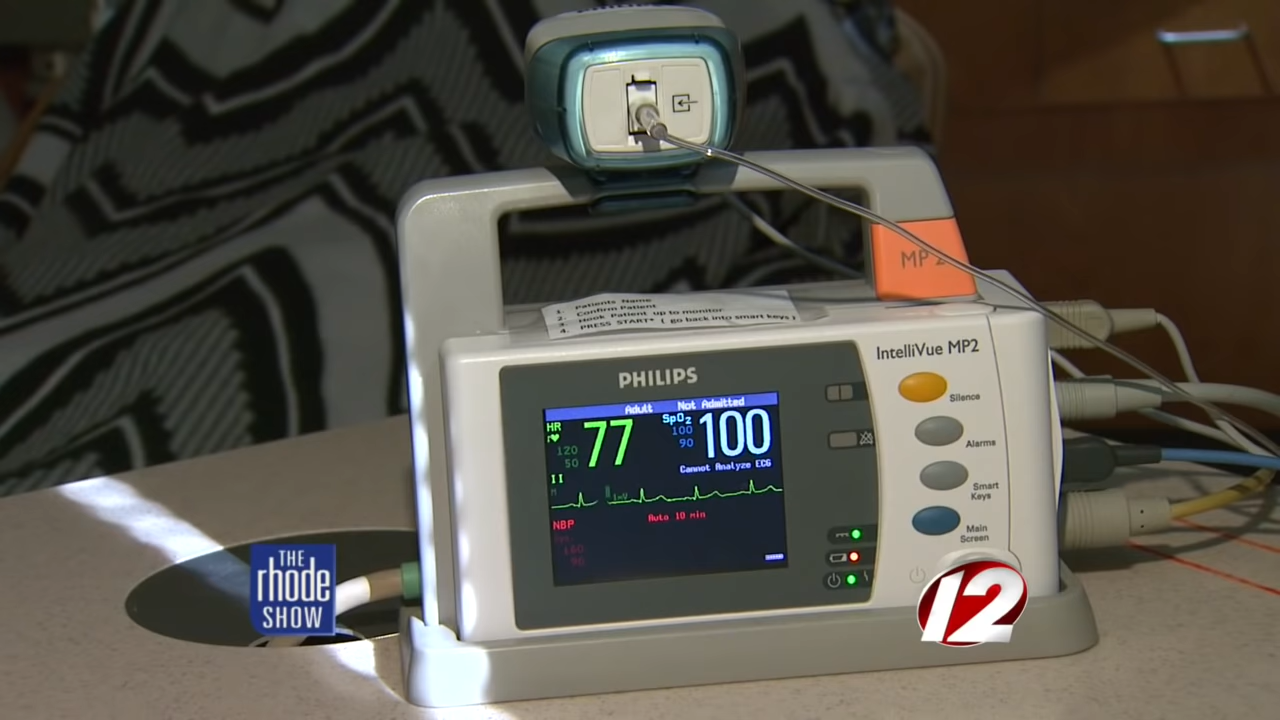 MP2
1. Patients Name
2. Confirm Patient
3. Hook Patient up to monitor
4. PRESS START* ( go back into smart keys )
IntelliVue MP2
PHILIPS
Silence
Alarms
Smart
Keys
Main
Screen
Adult Not Admitted
HR
77
120
50
SpO2
100
90
100
Cannot Analyze ECG
II
M
1mV
NBP
Auto 10 min
160
THE
rhode
SHOW
12